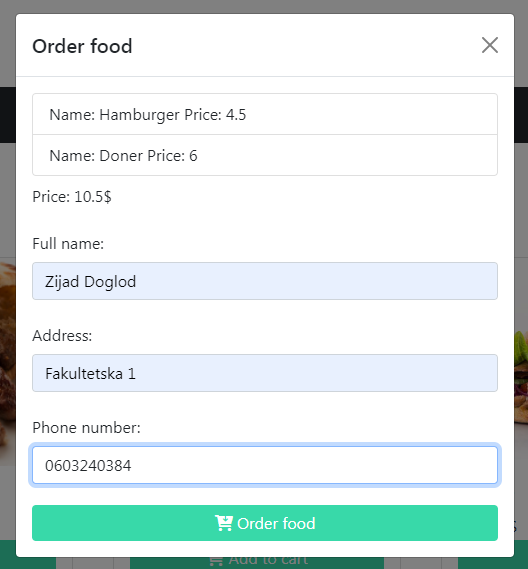 Order food
Name: Hamburger Price: 4.5
Name: Doner Price: 6
Price: 10.5$
Full name:
Zijad Doglod
Address:
Fakultetska 1
Phone number:
0603240384
Order food
Add to cart